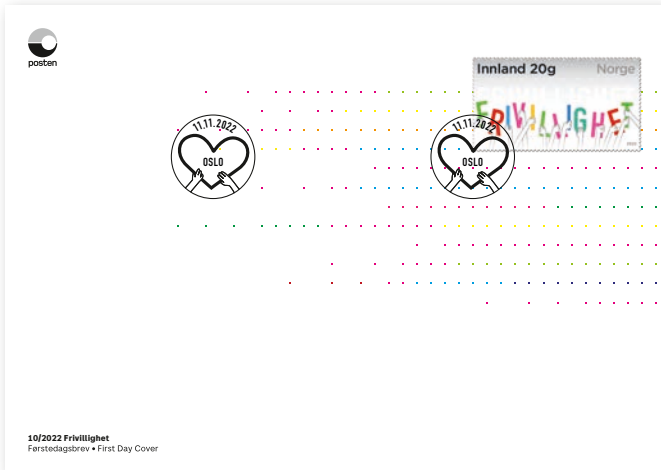 posten
Innland 20g Norge
FRIVILLIGHET
11.11.2022
OSLO
11.11.2022
OSLO
10/2022 Frivillighet
Førstedagsbrev • First Day Cover